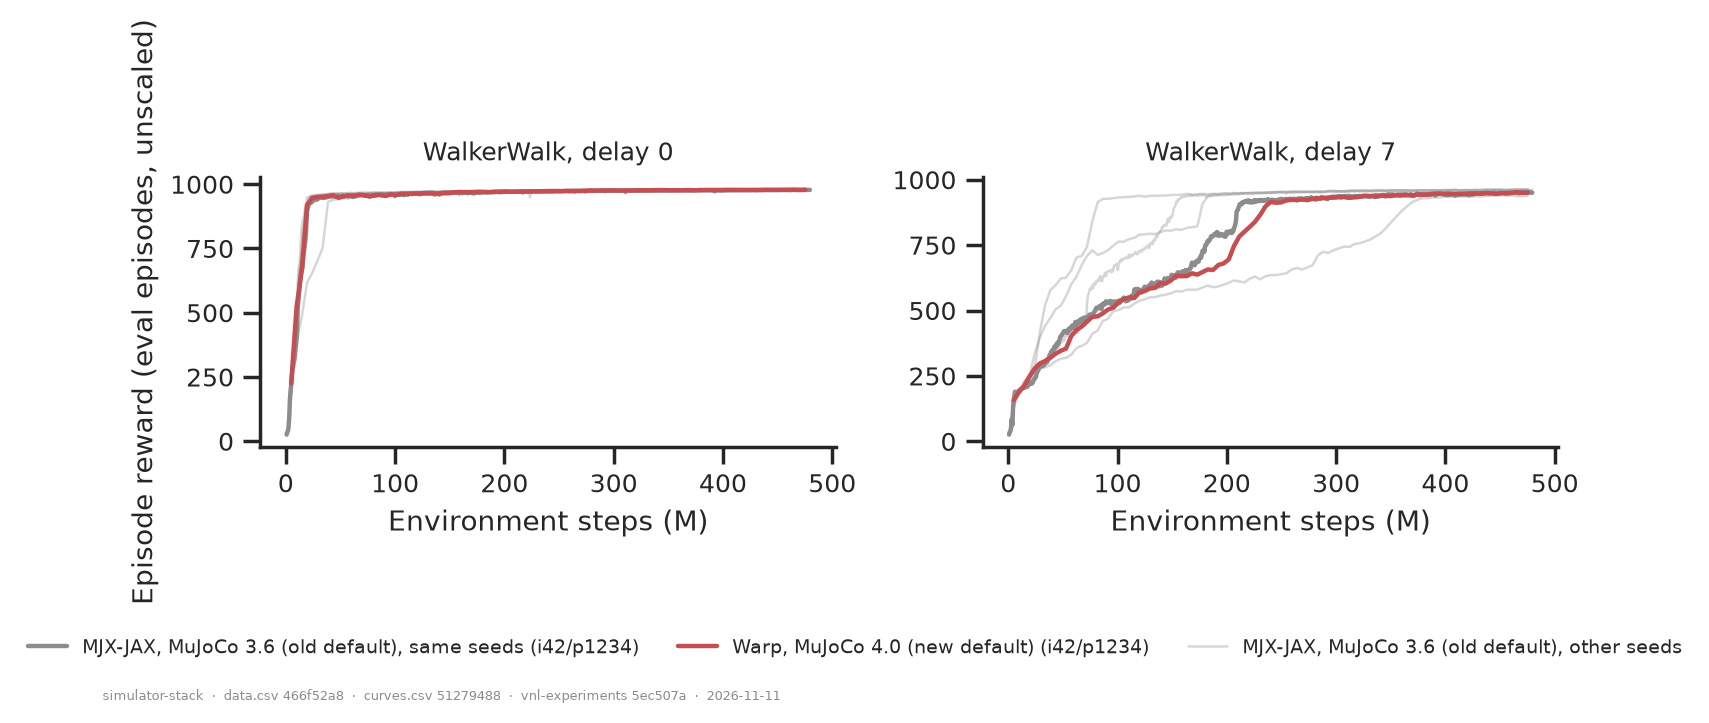 Episode reward (eval episodes, unscaled)
WalkerWalk, delay 0
1000
750
500
250
0
0 100 200 300 400 500
Environment steps (M)
WalkerWalk, delay 7
1000
750
500
250
0
0 100 200 300 400 500
Environment steps (M)
MJX-JAX, MuJoCo 3.6 (old default), same seeds (i42/p1234) Warp, MuJoCo 4.0 (new default) (i42/p1234) MJX-JAX, MuJoCo 3.6 (old default), other seeds
simulator-stack · data.csv 466f52a8 · curves.csv 51279488 · vnl-experiments 5ec507a · 2026-11-11